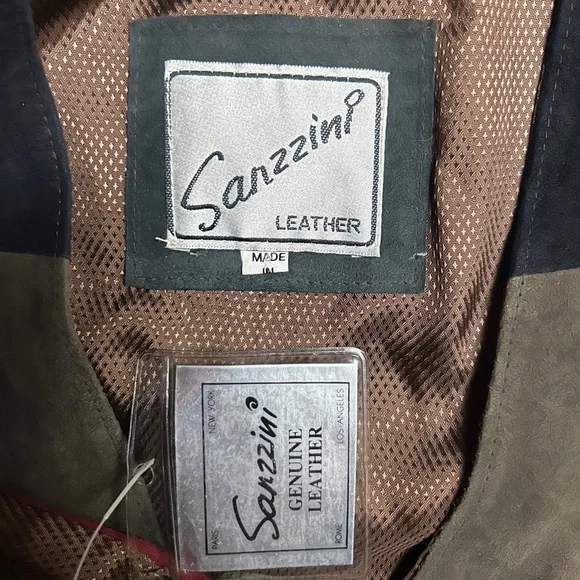 Sanzzini
LEATHER
MADE
IN
NEW YORK
LOS ANGELES
Sanzzini
GENUINE
LEATHER
PARIS
ROME